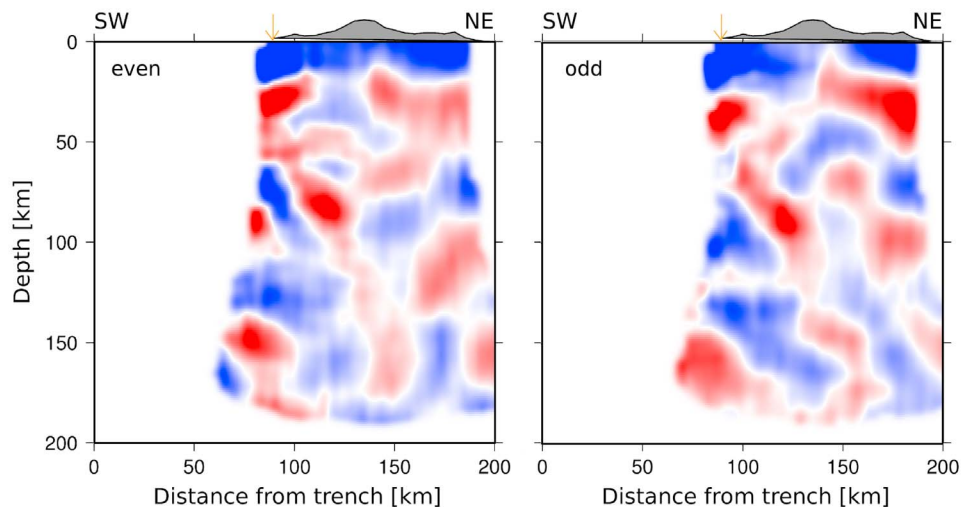 SW NE SW NE
even
odd
0
50
100
150
200
Depth [km]
0 50 100 150 200
0 50 100 150 200
Distance from trench [km]
Distance from trench [km]